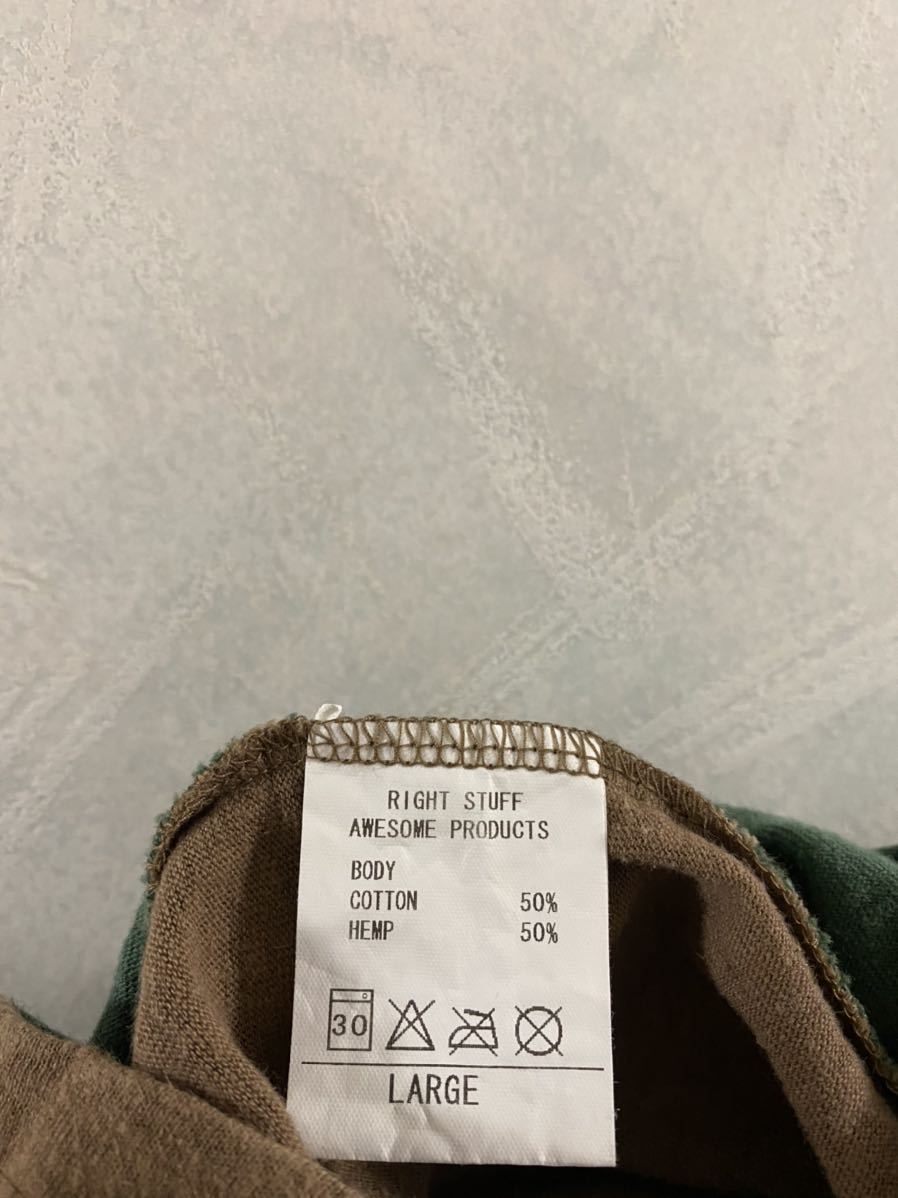 RIGHT STUFF
AWESOME PRODUCTS
BODY
COTTON 50%
HEMP 50%
30
LARGE